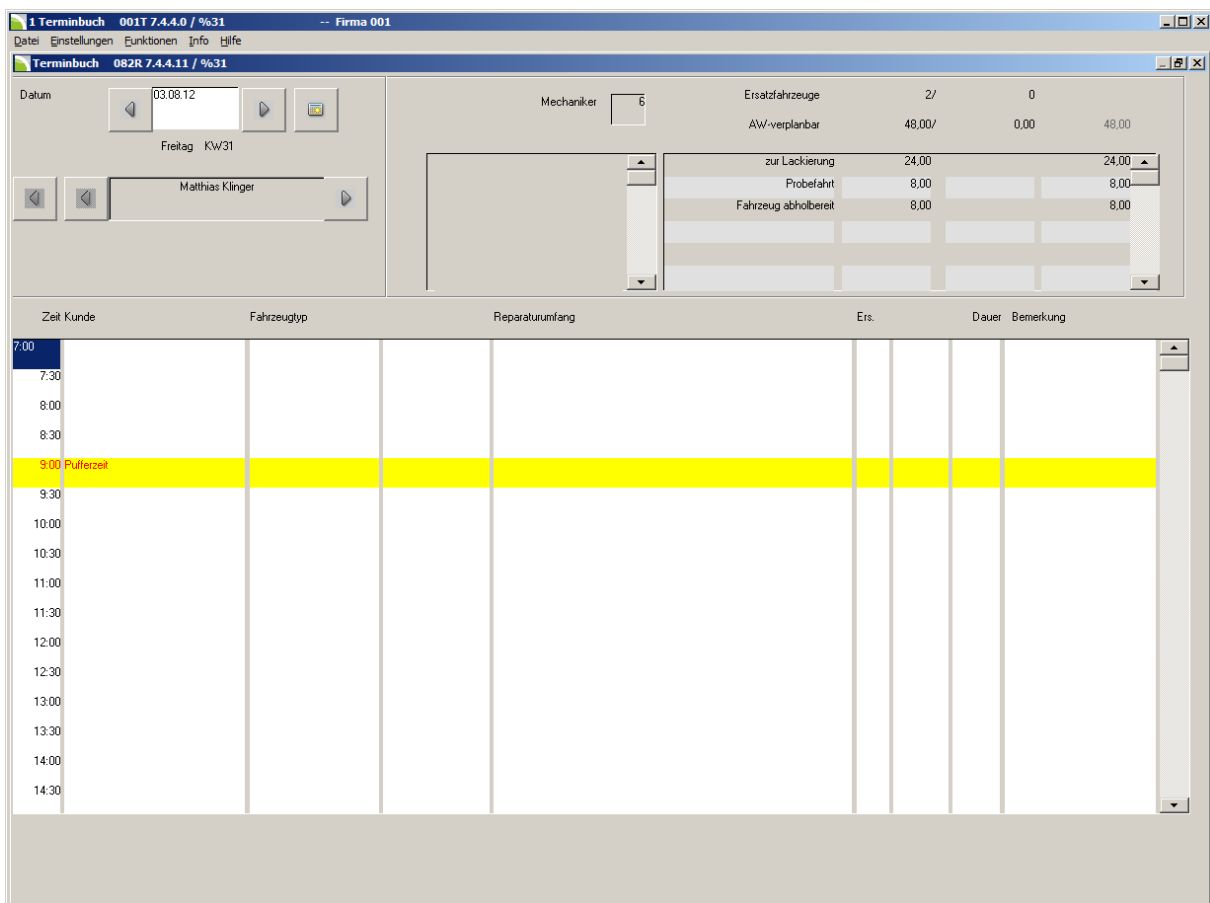 1 Terminbuch 001T 7.4.4.0 / %31 -- Firma 001
Datei Einstellungen Funktionen Info Hilfe
Terminbuch 082R 7.4.4.11 / %31
Datum 03.08.12
Freitag KW31
Matthias Klinger
Mechaniker 6
Ersatzfahrzeuge 2/ 0
AW-verplanbar 48,00/ 0,00 48,00
zur Lackierung 24,00 24,00
Probefahrt 8,00 8,00
Fahrzeug abholbereit 8,00 8,00
Zeit Kunde Fahrzeugtyp Reparaturumfang Ers. Dauer Bemerkung
7:00
7:30
8:00
8:30
9:00 Pufferzeit
9:30
10:00
10:30
11:00
11:30
12:00
12:30
13:00
13:30
14:00
14:30